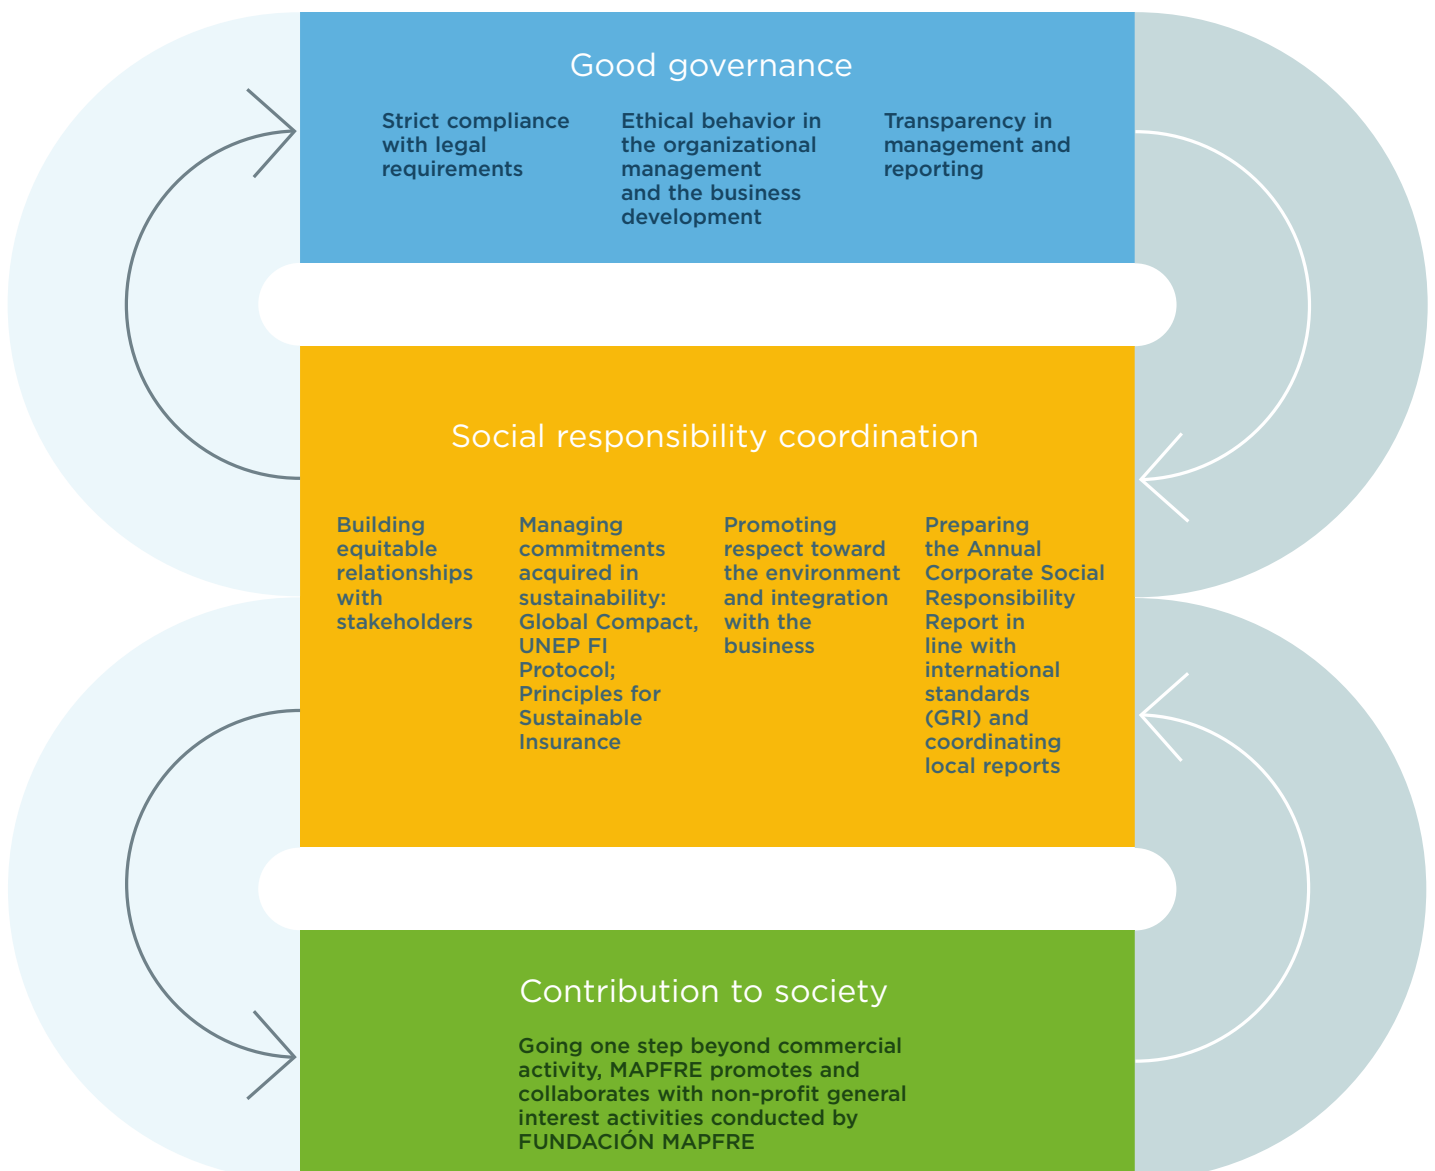 Good governance
Strict compliance
with legal
requirements
Ethical behavior in
the organizational
management
and the business
development
Transparency in
management and
reporting
Social responsibility coordination
Building
equitable
relationships
with
stakeholders
Managing
commitments
acquired in
sustainability:
Global Compact,
UNEP FI
Protocol;
Principles for
Sustainable
Insurance
Promoting
respect toward
the environment
and integration
with the
business
Preparing
the Annual
Corporate Social
Responsibility
Report in
line with
international
standards
(GRI) and
coordinating
local reports
Contribution to society
Going one step beyond commercial
activity, MAPFRE promotes and
collaborates with non-profit general
interest activities conducted by
FUNDACIÓN MAPFRE